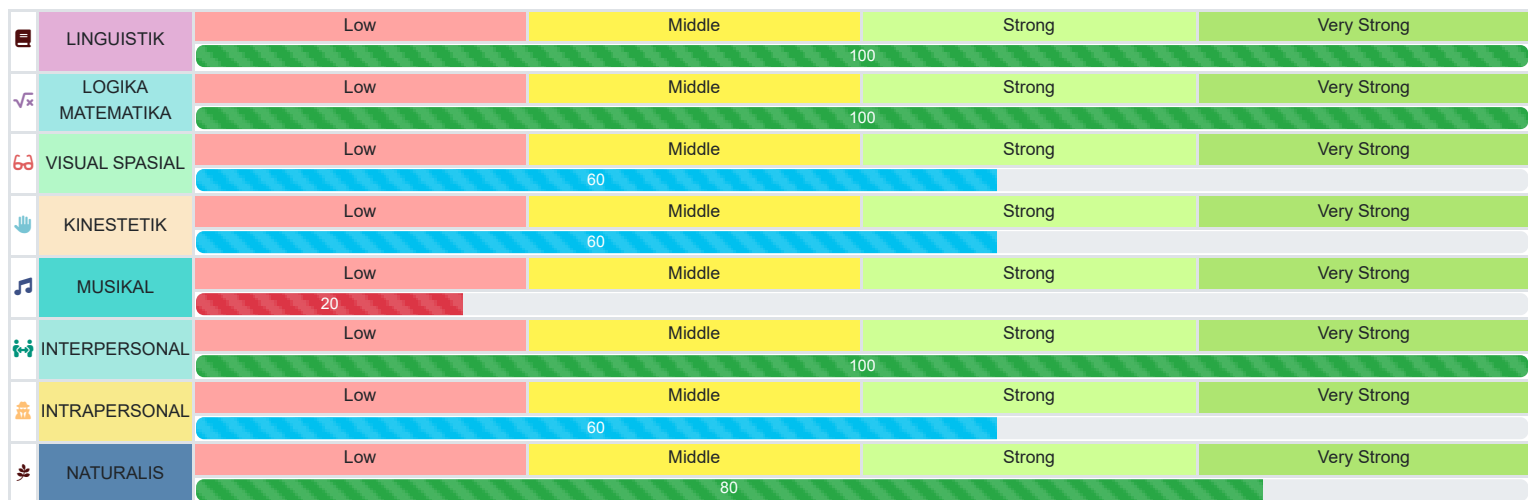 LINGUISTIK
Low Middle Strong Very Strong
100
LOGIKA
MATEMATIKA
Low Middle Strong Very Strong
100
VISUAL SPASIAL
Low Middle Strong Very Strong
60
KINESTETIK
Low Middle Strong Very Strong
60
MUSIKAL
Low Middle Strong Very Strong
20
INTERPERSONAL
Low Middle Strong Very Strong
100
INTRAPERSONAL
Low Middle Strong Very Strong
60
NATURALIS
Low Middle Strong Very Strong
80